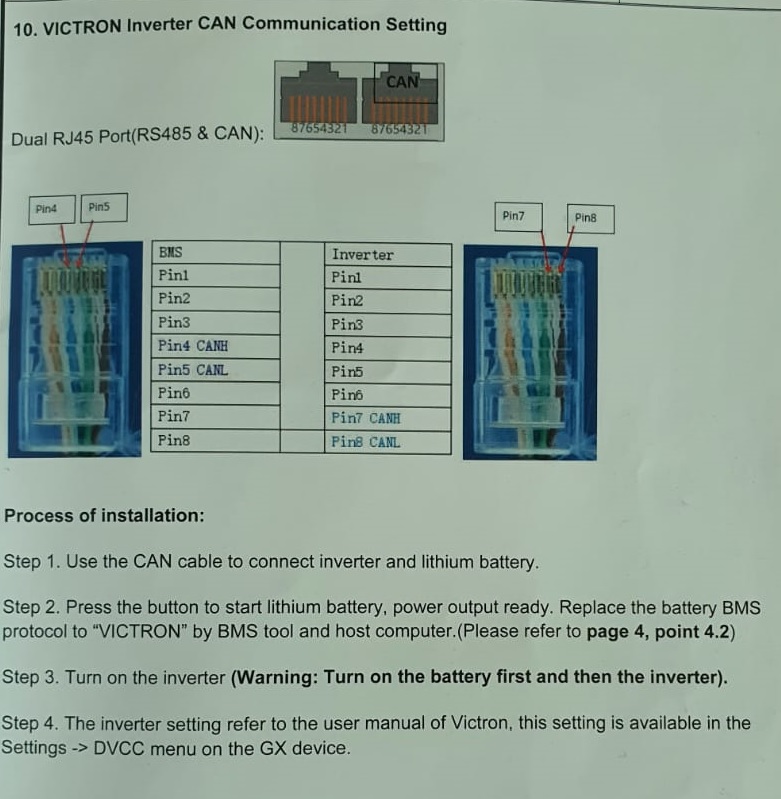 10. VICTRON Inverter CAN Communication Setting
CAN
87654321 87654321
Dual RJ45 Port(RS485 & CAN):
Pin4 Pin5 Pin7 Pin8
BMS Inverter
Pin1 Pin1
Pin2 Pin2
Pin3 Pin3
Pin4 CANH Pin4
Pin5 CANL Pin5
Pin6 Pin6
Pin7 Pin7 CANH
Pin8 Pin8 CANL
Process of installation:
Step 1. Use the CAN cable to connect inverter and lithium battery.
Step 2. Press the button to start lithium battery, power output ready. Replace the battery BMS
protocol to “VICTRON” by BMS tool and host computer.(Please refer to page 4, point 4.2)
Step 3. Turn on the inverter (Warning: Turn on the battery first and then the inverter).
Step 4. The inverter setting refer to the user manual of Victron, this setting is available in the
Settings -> DVCC menu on the GX device.